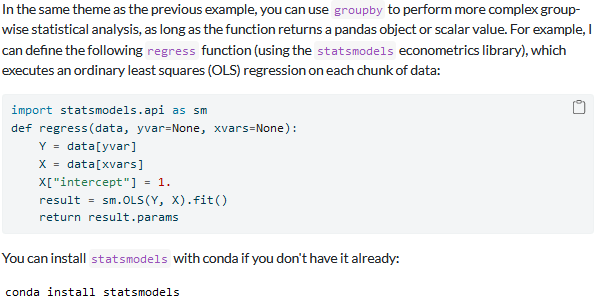 In the same theme as the previous example, you can use groupby to perform more complex group-
wise statistical analysis, as long as the function returns a pandas object or scalar value. For example, I
can define the following regress function (using the statsmodels econometrics library), which
executes an ordinary least squares (OLS) regression on each chunk of data:
import statsmodels.api as sm
def regress(data, yvar=None, xvars=None):
    Y = data[yvar]
    X = data[xvars]
    X["intercept"] = 1.
    result = sm.OLS(Y, X).fit()
    return result.params
You can install statsmodels with conda if you don't have it already:
conda install statsmodels